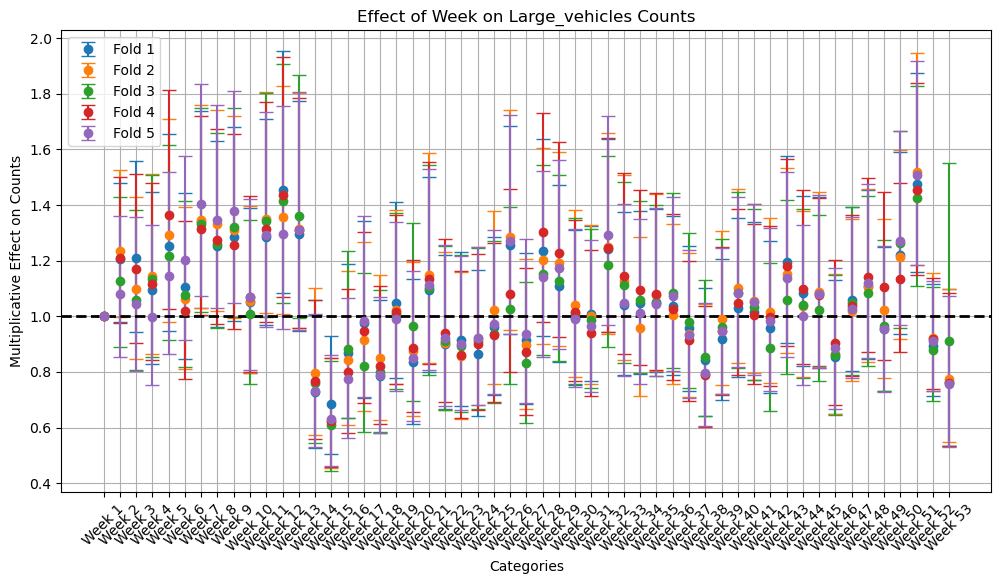 Effect of Week on Large_vehicles Counts
Multiplicative Effect on Counts
2.0
1.8
1.6
1.4
1.2
1.0
0.8
0.6
0.4
Fold 1
Fold 2
Fold 3
Fold 4
Fold 5
Week 1
Week 2
Week 3
Week 4
Week 5
Week 6
Week 7
Week 8
Week 9
Week 10
Week 11
Week 12
Week 13
Week 14
Week 15
Week 16
Week 17
Week 18
Week 19
Week 20
Week 21
Week 22
Week 23
Week 24
Week 25
Week 26
Week 27
Week 28
Week 29
Week 30
Week 31
Week 32
Week 33
Week 34
Week 35
Week 36
Week 37
Week 38
Week 39
Week 40
Week 41
Week 42
Week 43
Week 44
Week 45
Week 46
Week 47
Week 48
Week 49
Week 50
Week 51
Week 52
Week 53
Categories